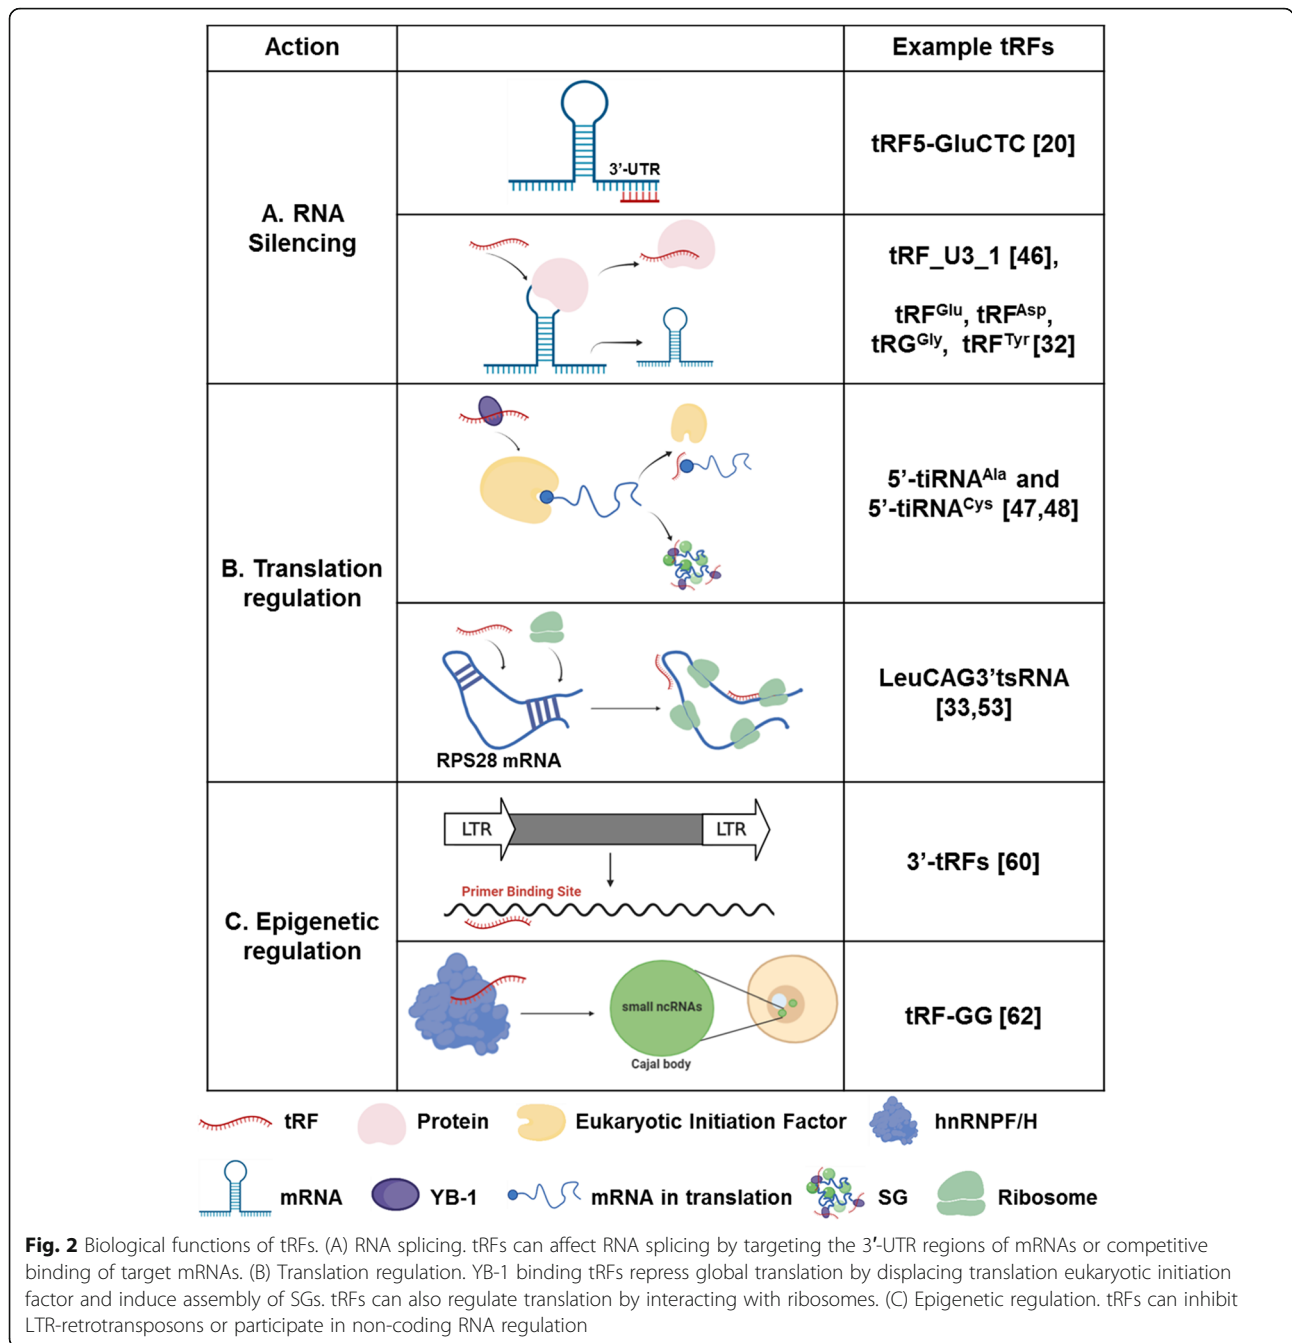 Action
Example tRFs
A. RNA
Silencing
3'-UTR
tRF5-GluCTC [20]
tRF_U3_1 [46],
tRFGlu, tRFAsp,
tRGGly, tRFTyr [32]
B. Translation
regulation
5'-tiRNAAla and
5'-tiRNACys [47,48]
RPS28 mRNA
LeuCAG3'tsRNA
[33,53]
C. Epigenetic
regulation
LTR LTR
Primer Binding Site
3'-tRFs [60]
small ncRNAs
Cajal body
tRF-GG [62]
tRF Protein Eukaryotic Initiation Factor hnRNPF/H
mRNA YB-1 mRNA in translation SG Ribosome
Fig. 2 Biological functions of tRFs. (A) RNA splicing. tRFs can affect RNA splicing by targeting the 3′-UTR regions of mRNAs or competitive
binding of target mRNAs. (B) Translation regulation. YB-1 binding tRFs repress global translation by displacing translation eukaryotic initiation
factor and induce assembly of SGs. tRFs can also regulate translation by interacting with ribosomes. (C) Epigenetic regulation. tRFs can inhibit
LTR-retrotransposons or participate in non-coding RNA regulation